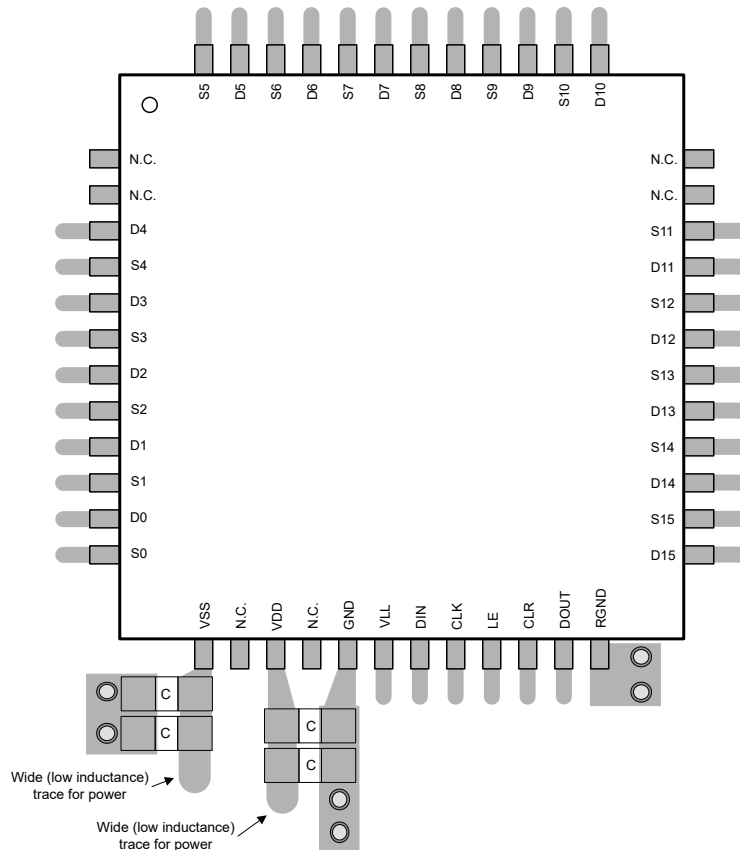 S5
D5
S6
D6
S7
D7
S8
D8
S9
D9
S10
D10
N.C.
N.C.
D4
S4
D3
S3
D2
S2
D1
S1
D0
S0
N.C.
N.C.
S11
D11
S12
D12
S13
D13
S14
D14
S15
D15
VSS
N.C.
VDD
N.C.
GND
VLL
DIN
CLK
LE
CLR
DOUT
RGND
C
C
C
C
Wide (low inductance)
trace for power
Wide (low inductance)
trace for power